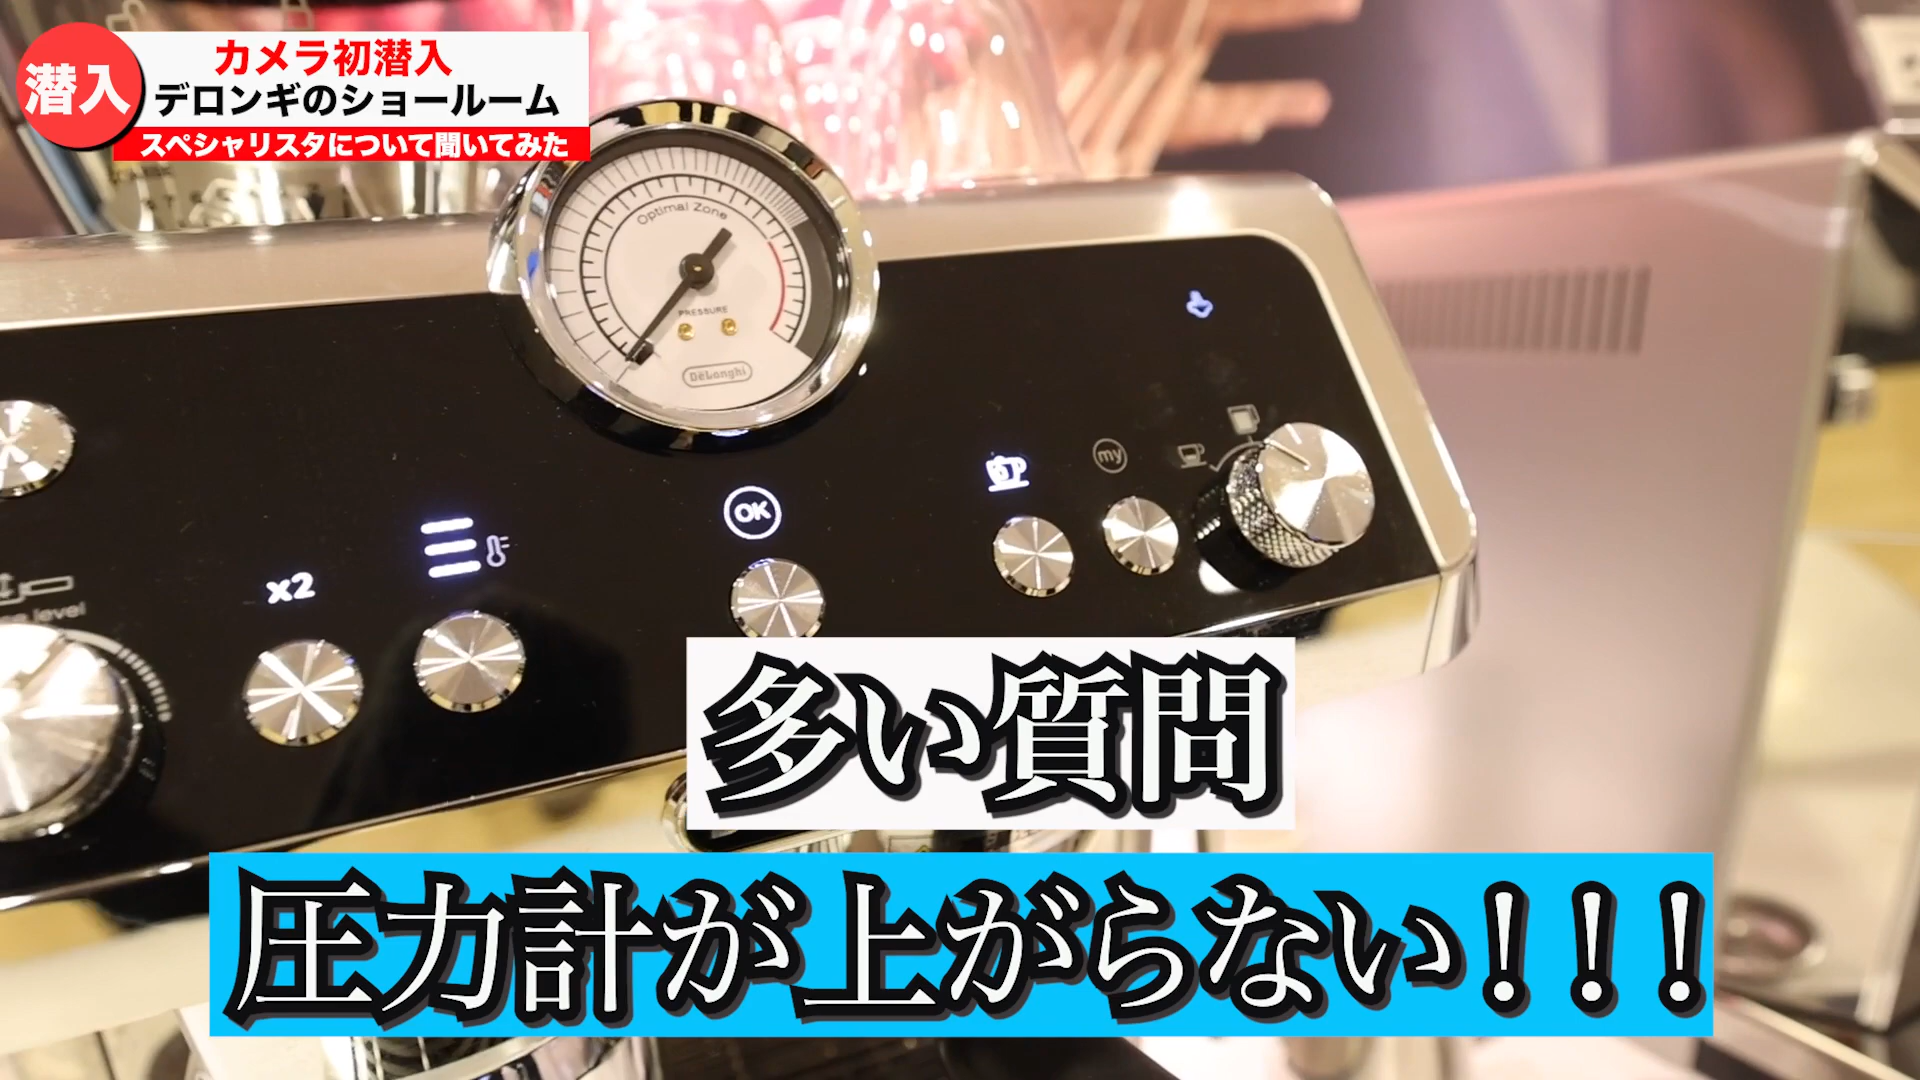 潜入
カメラ初潜入
デロンギのショールーム
スペシャリスタについて聞いてみた
Optimal Zone
PRESSURE
DeLonghi
my
OK
x2
level
多い質問
圧力計が上がらない!!!